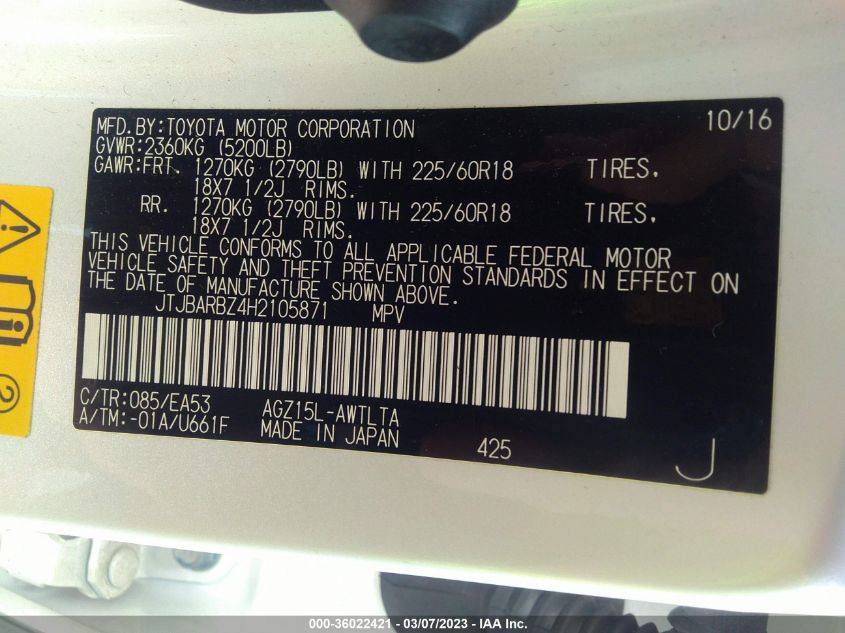 MFD.BY:TOYOTA MOTOR CORPORATION 10/16
GVWR:2360KG (5200LB)
GAWR:FRT. 1270KG (2790LB) WITH 225/60R18 TIRES.
18X7 1/2J RIMS.
RR. 1270KG (2790LB) WITH 225/60R18 TIRES.
18X7 1/2J RIMS.
THIS VEHICLE CONFORMS TO ALL APPLICABLE FEDERAL MOTOR
VEHICLE SAFETY AND THEFT PREVENTION STANDARDS IN EFFECT ON
THE DATE OF MANUFACTURE SHOWN ABOVE.
JTJBARBZ4H2105871 MPV
C/TR:085/EA53 AGZ15L-AWTLTA
A/TM:-01A/U661F MADE IN JAPAN 425 J
2
000-36022421 - 03/07/2023 - IAA Inc.